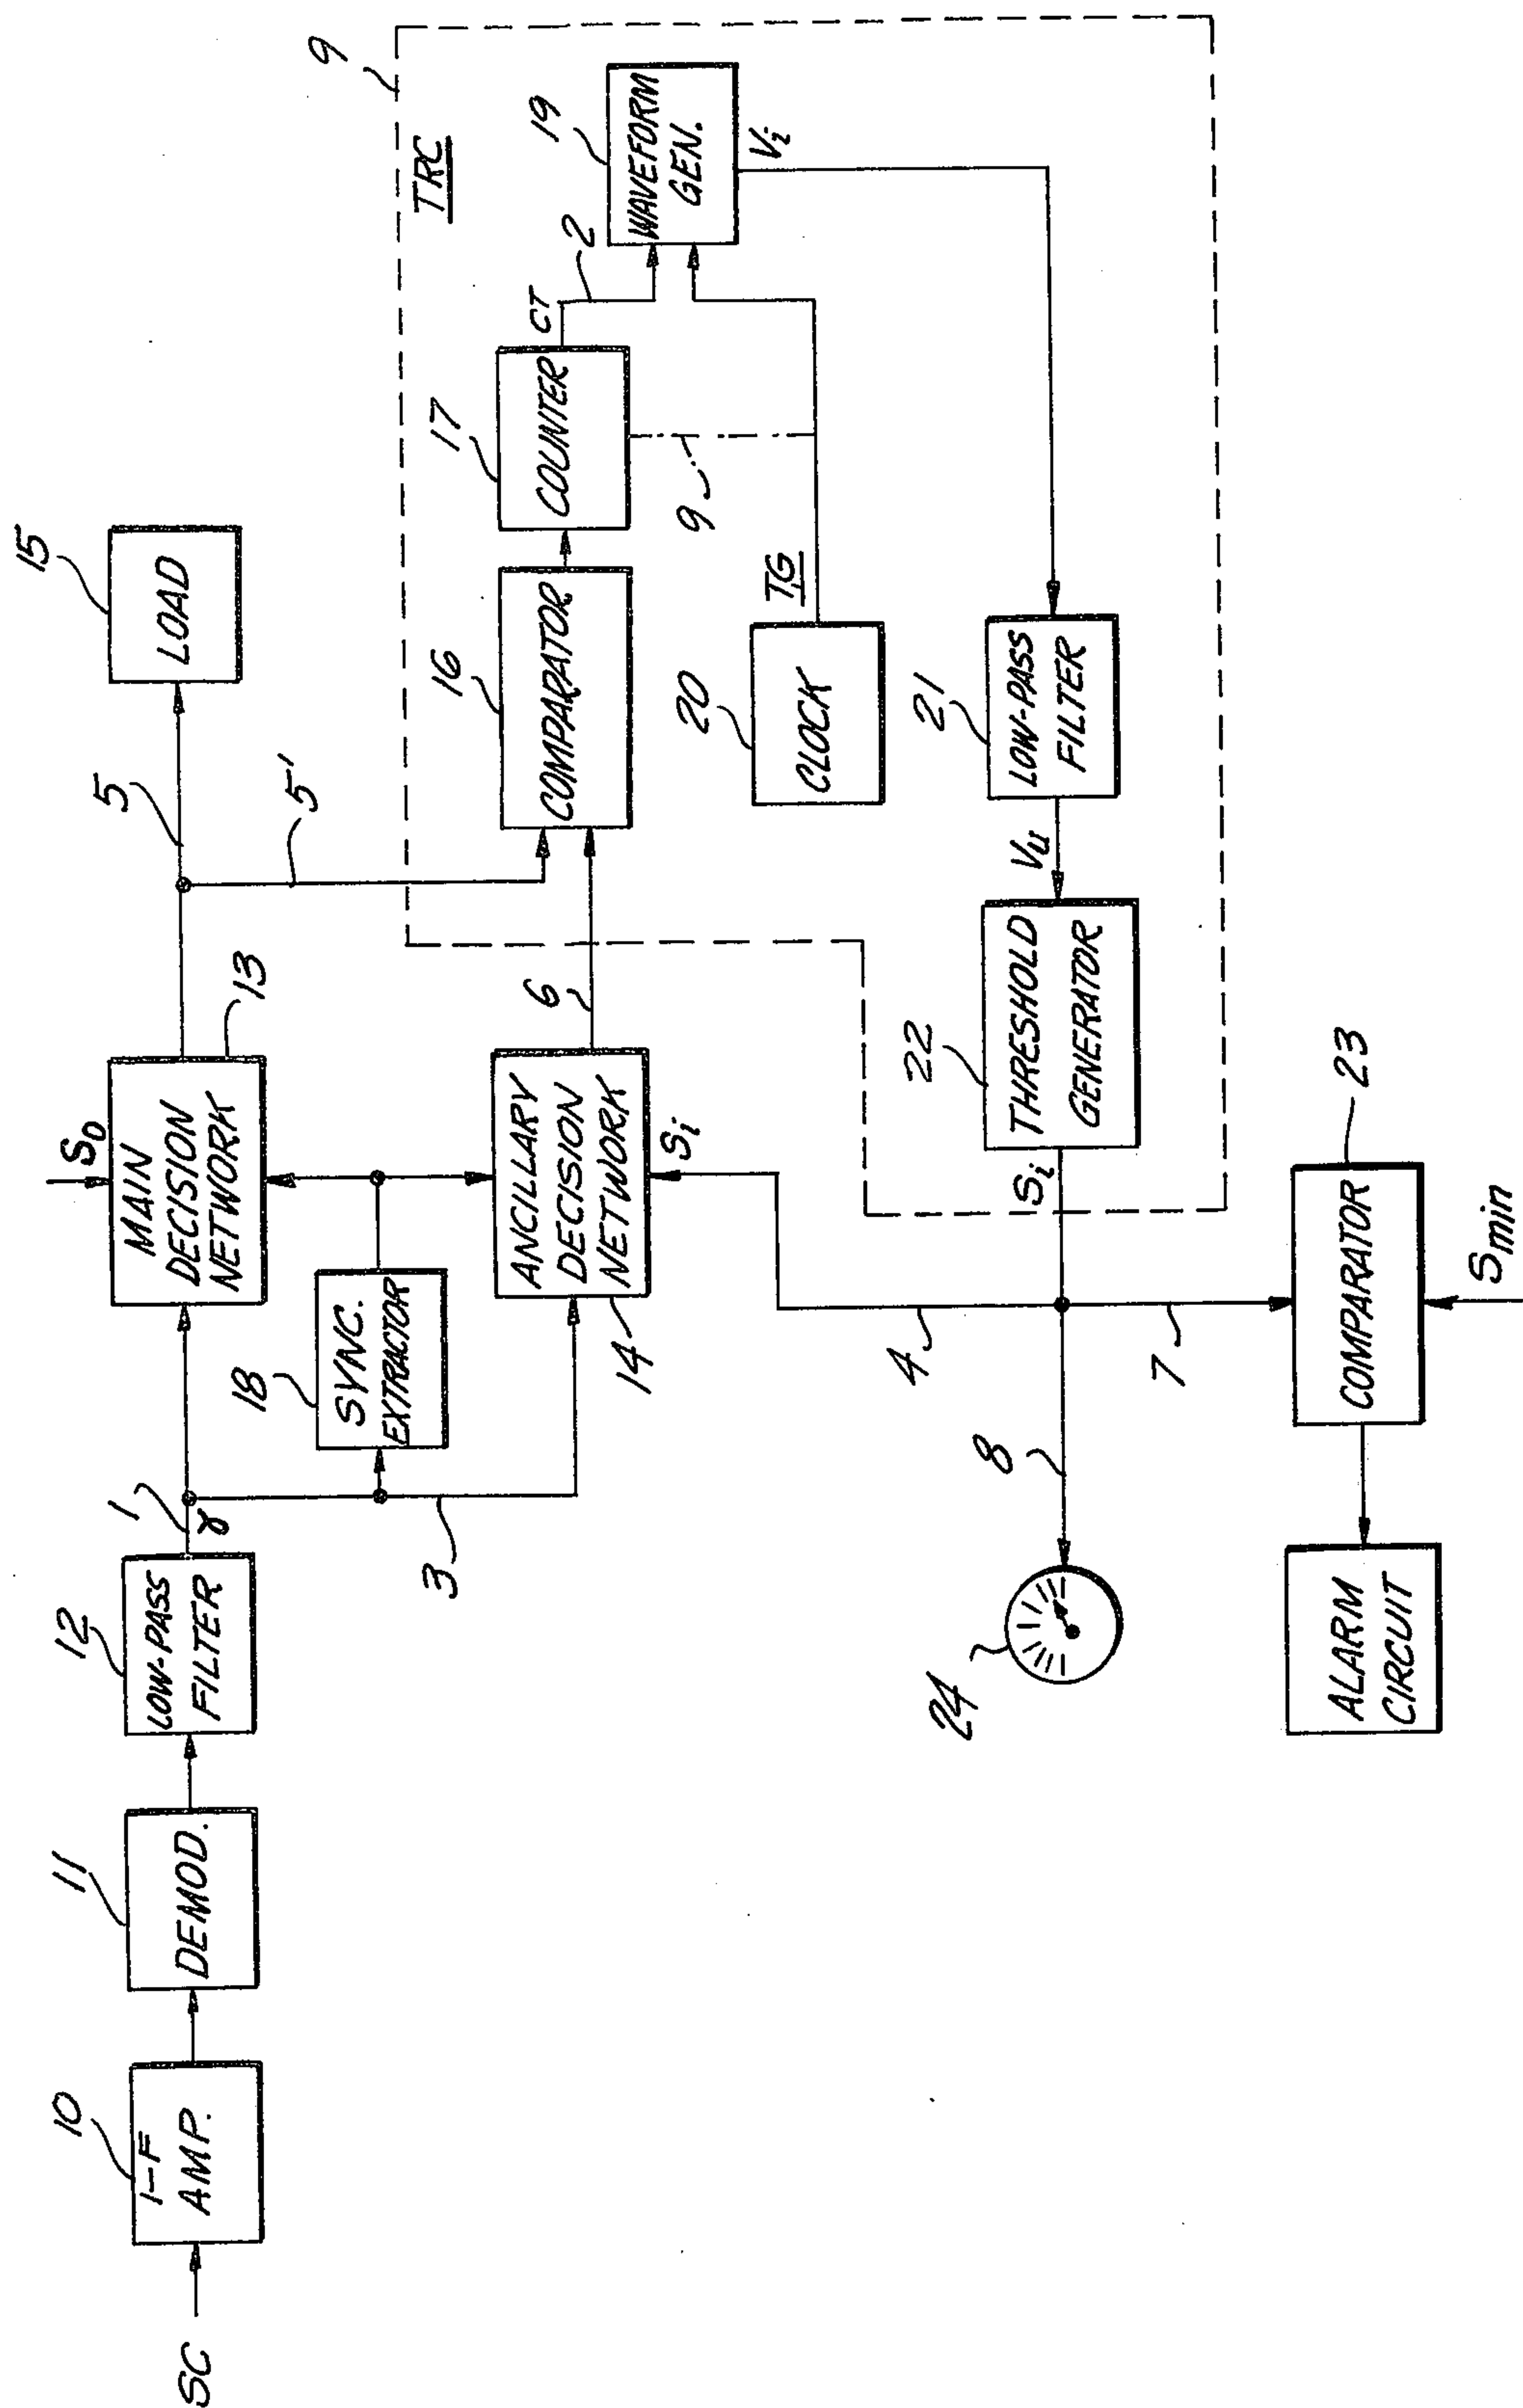 SC
10
I-F
AMP.
11
DEMOD.
12
LOW-PASS
FILTER
1
γ
3
18
SYNC.
EXTRACTOR
S0
MAIN
DECISION
NETWORK
13
14
ANCILLARY
DECISION
NETWORK
Si
5
5'
6
15
LOAD
9
TRC
16
COMPARATOR
17
COUNTER
CT
2
19
WAVEFORM
GEN.
Vi
9
TG
20
CLOCK
21
LOW-PASS
FILTER
Vu
22
THRESHOLD
GENERATOR
Si
4
7
8
24
23
COMPARATOR
Smin
ALARM
CIRCUIT